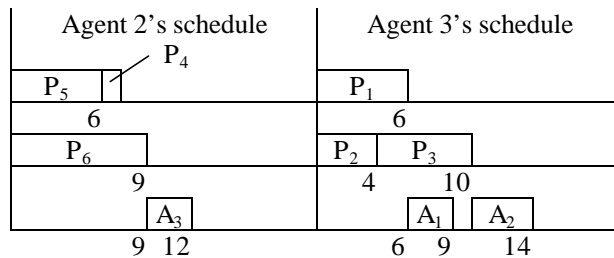 Agent 2's schedule Agent 3's schedule
P4
P5 P1
6 6
P6 P2 P3
9 4 10
A3 A1 A2
9 12 6 9 14